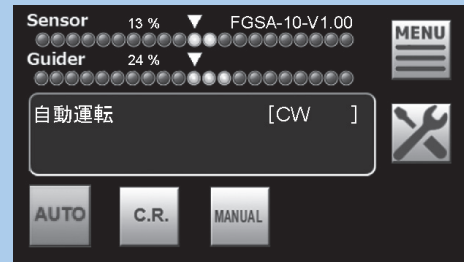 Sensor 13 % FGSA-10-V1.00
MENU
Guider 24 %
自動運転 [CW ]
AUTO C.R. MANUAL